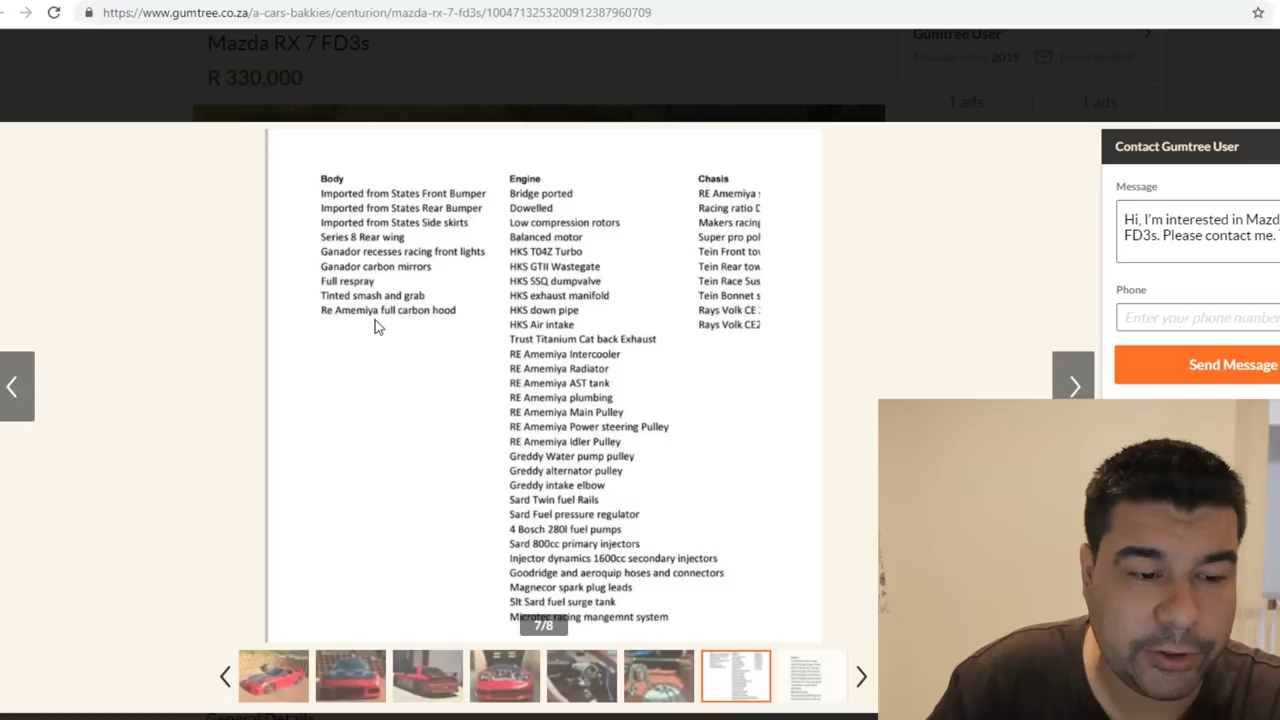 https://www.gumtree.co.za/a-cars-bakkies/centurion/mazda-rx-7-fd3s/1004713253200912387960709
Mazda RX 7 FD3s
R 330,000
Gumtree User
2019
1 ads
1 ads
Body
Imported from States Front Bumper
Imported from States Rear Bumper
Imported from States Side skirts
Series 8 Rear wing
Ganador recesses racing front lights
Ganador carbon mirrors
Full respray
Tinted smash and grab
Re Amemiya full carbon hood
Engine
Bridge ported
Dowelled
Low compression rotors
Balanced motor
HKS T04Z Turbo
HKS GTII Wastegate
HKS SSQ dumpvalve
HKS exhaust manifold
HKS down pipe
HKS Air intake
Trust Titanium Cat back Exhaust
RE Amemiya Intercooler
RE Amemiya Radiator
RE Amemiya AST tank
RE Amemiya plumbing
RE Amemiya Main Pulley
RE Amemiya Power steering Pulley
RE Amemiya Idler Pulley
Greddy Water pump pulley
Greddy alternator pulley
Greddy intake elbow
Sard Twin fuel Rails
Sard Fuel pressure regulator
4 Bosch 280l fuel pumps
Sard 800cc primary injectors
Injector dynamics 1600cc secondary injectors
Goodridge and aeroquip hoses and connectors
Magnecor spark plug leads
5lt Sard fuel surge tank
Microtec racing mangemnt system
Chasis
RE Amemiya
Racing ratio
Makers racing
Super pro pol
Tein Front tow
Tein Rear tow
Tein Race Sus
Tein Bonnet s
Rays Volk CE
Rays Volk CE2
7/8
Contact Gumtree User
Message
Hi, I'm interested in Mazd
FD3s. Please contact me.
Phone
Enter your phone number
Send Message
General Details